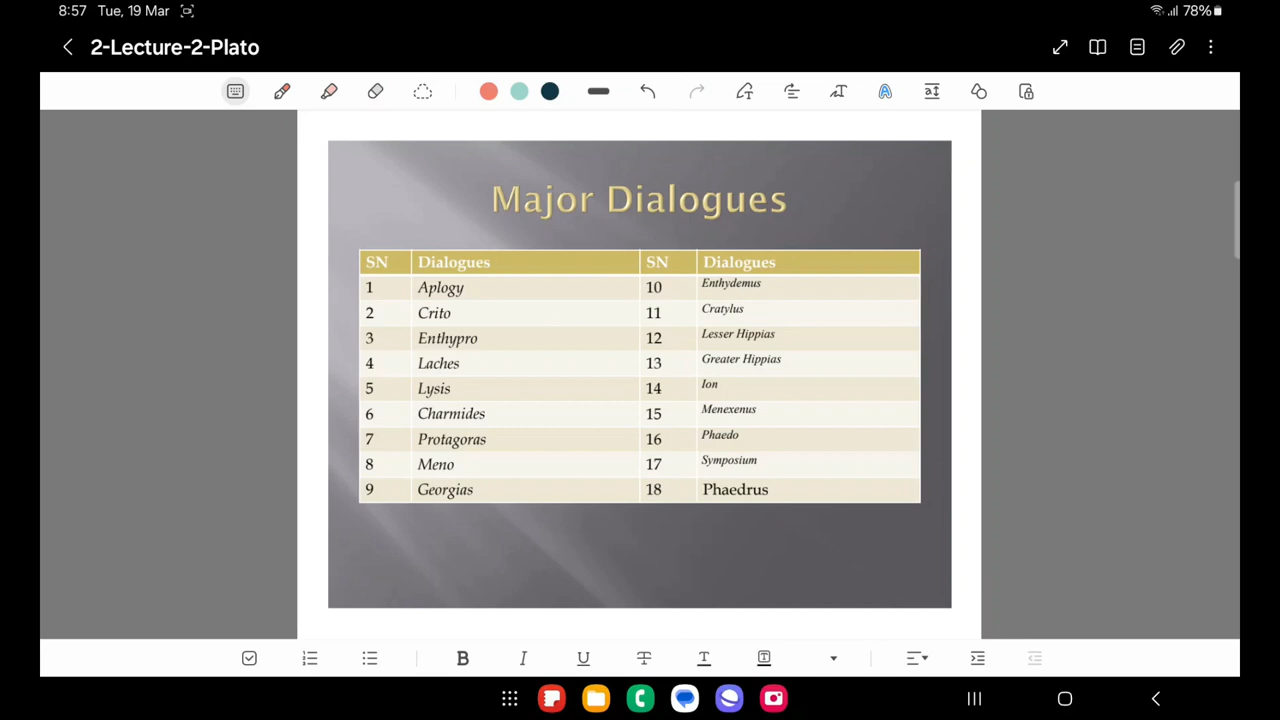 8:57 Tue, 19 Mar 78%
2-Lecture-2-Plato
Major Dialogues
SN Dialogues SN Dialogues
1 Aplogy 10 Enthydemus
2 Crito 11 Cratylus
3 Enthypro 12 Lesser Hippias
4 Laches 13 Greater Hippias
5 Lysis 14 Ion
6 Charmides 15 Menexenus
7 Protagoras 16 Phaedo
8 Meno 17 Symposium
9 Georgias 18 Phaedrus